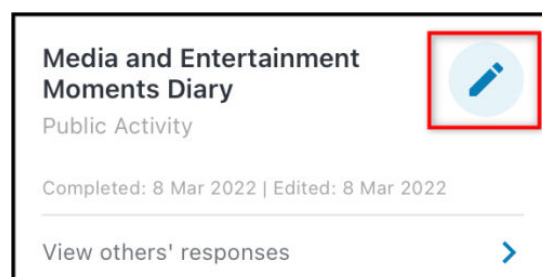 Media and Entertainment
Moments Diary
Public Activity
Completed: 8 Mar 2022 | Edited: 8 Mar 2022
View others' responses